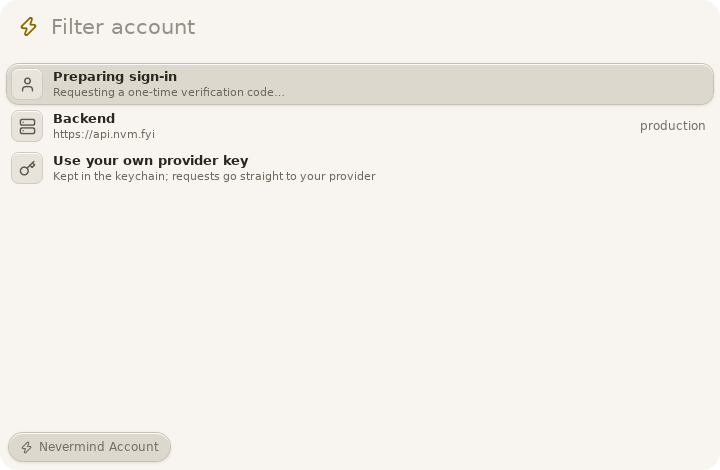 Filter account
Preparing sign-in
Requesting a one-time verification code…
Backend
https://api.nvm.fyi
production
Use your own provider key
Kept in the keychain; requests go straight to your provider
Nevermind Account